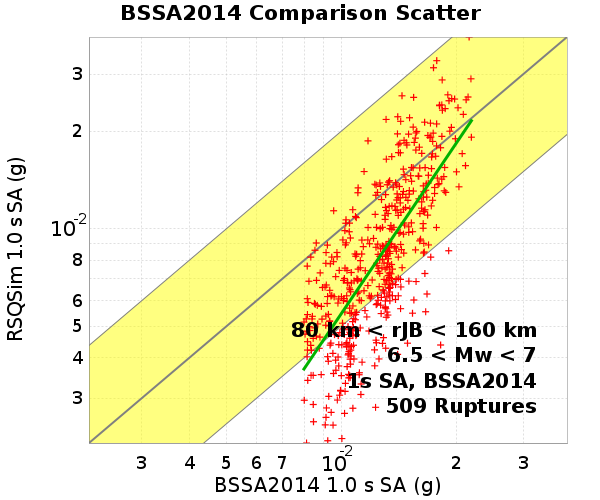 BSSA2014 Comparison Scatter
RSQSim 1.0 s SA (g)
3
2
10-2
8
6
5
4
3
80 km < rJB < 160 km
6.5 < Mw < 7
1s SA, BSSA2014
509 Ruptures
3 4 5 6 7 10-2 2 3
BSSA2014 1.0 s SA (g)